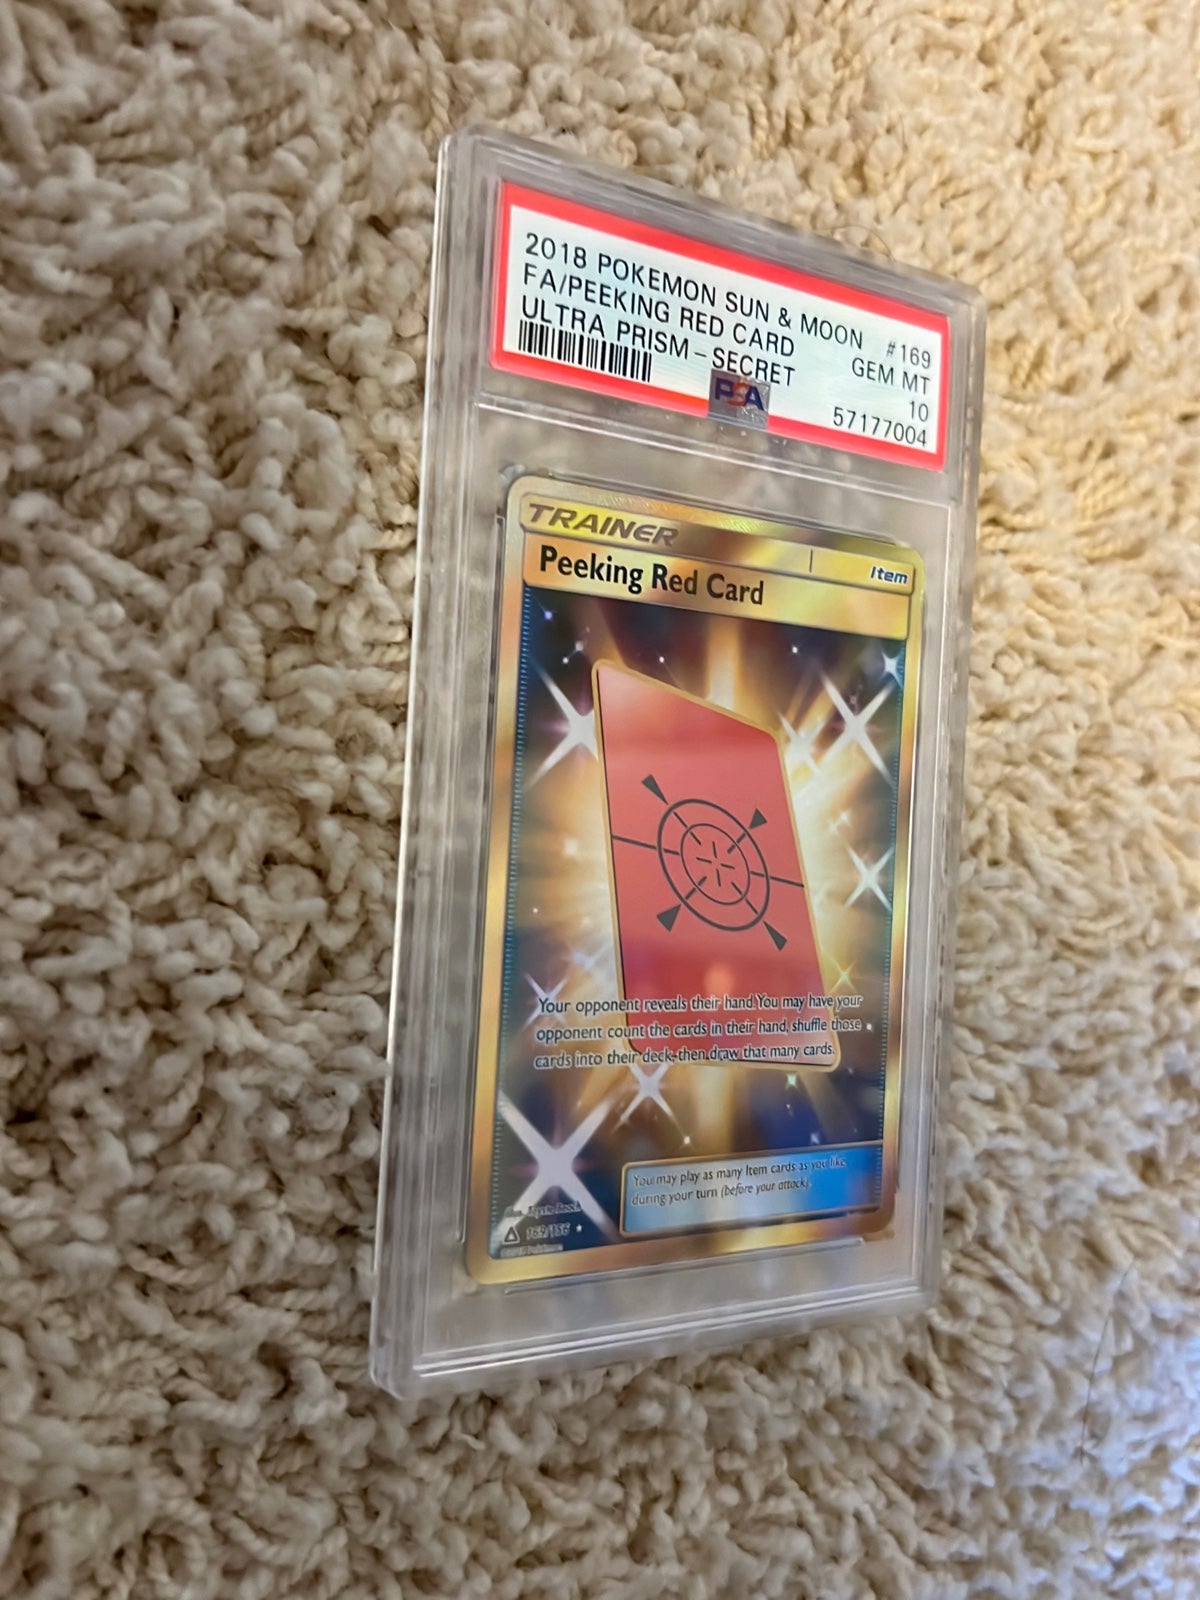 2018 POKEMON SUN & MOON #169
FA/PEEKING RED CARD GEM MT
ULTRA PRISM-SECRET 10
PSA 57177004
TRAINER
Item
Peeking Red Card
Your opponent reveals their hand. You may have your
opponent count the cards in their hand, shuffle those
cards into their deck, then draw that many cards.
You may play as many Item cards as you like
during your turn (before your attack).
169/156